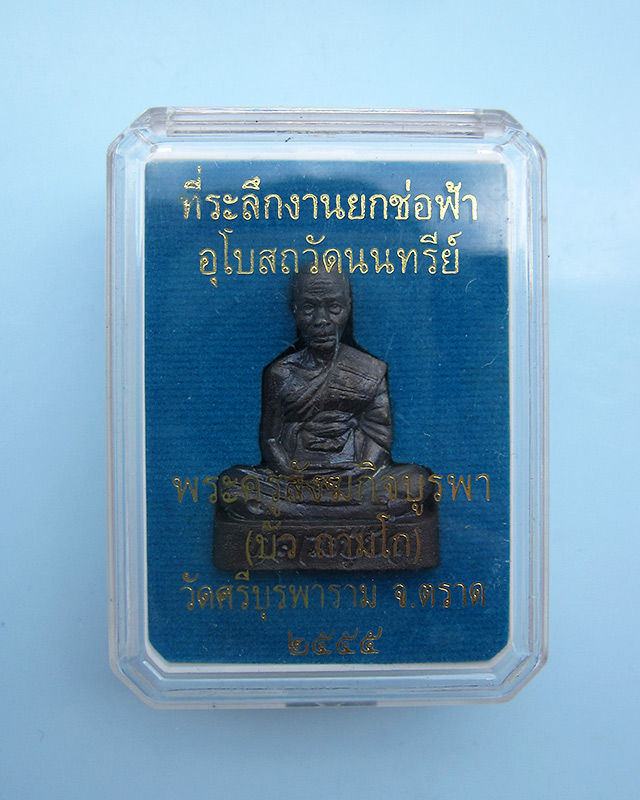 ที่ระลึกงานยกช่อฟ้า
อุโบสถวัดนนทรีย์
พระครูสังฆกิจบูรพา
(บัว ถามโก)
วัดศรีบุรพาราม จ.ตราด
๒๕๕๕